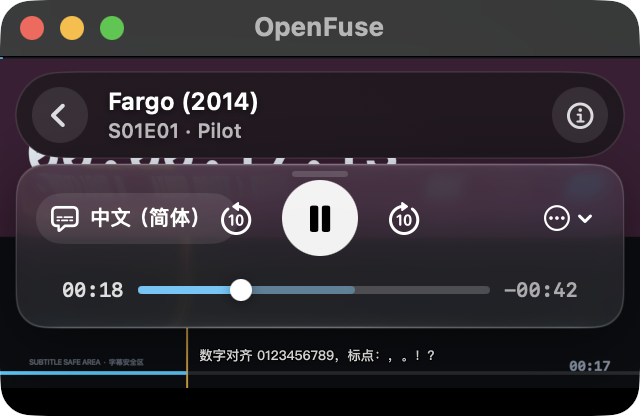 OpenFuse
Fargo (2014)
S01E01 · Pilot
中文（简体）
10
10
00:18
-00:42
数字对齐 0123456789，标点：，。！？
SUBTITLE SAFE AREA · 字幕安全区
00:17